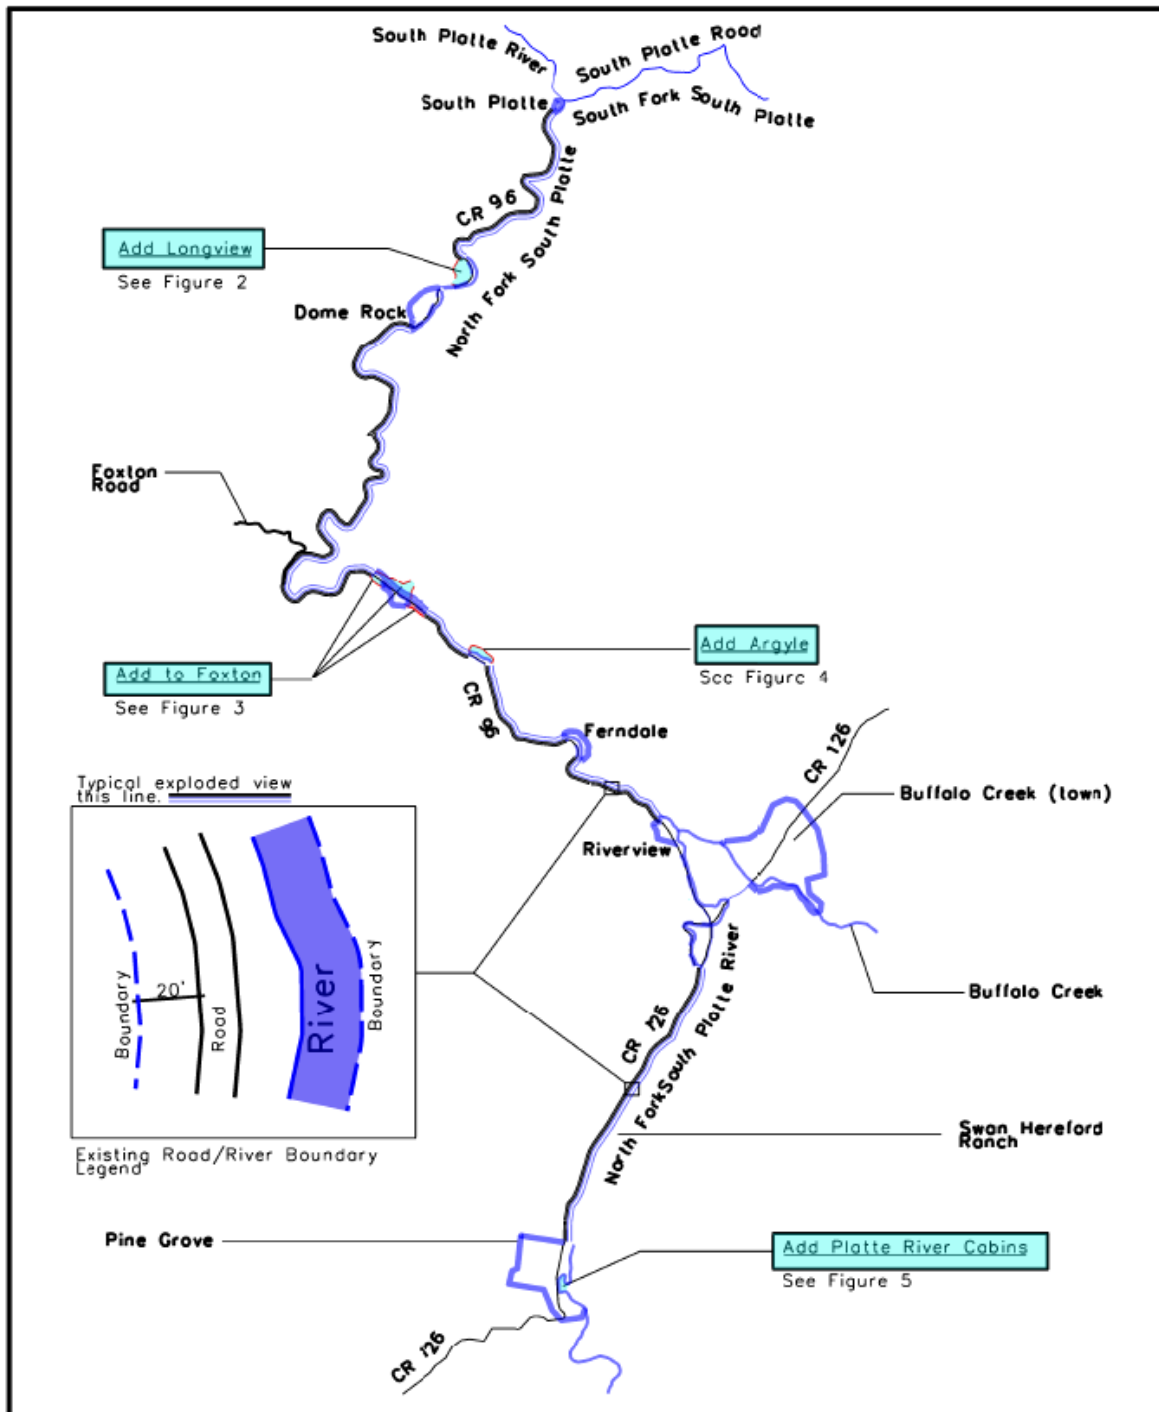 South Platte River
South Platte Road
South Platte
South Fork South Platte
CR 96
North Fork South Platte
Add Longview
See Figure 2
Dome Rock
Foxton
Road
Add to Foxton
See Figure 3
Add Argyle
See Figure 4
CR 96
Ferndale
CR 126
Buffalo Creek (town)
Typical exploded view
this line.
Riverview
Boundary
20'
Road
River
Boundary
Buffalo Creek
CR 126
North Fork South Platte River
Swan Hereford
Ranch
Existing Road/River Boundary
Legend
Pine Grove
Add Platte River Cabins
See Figure 5
CR 126